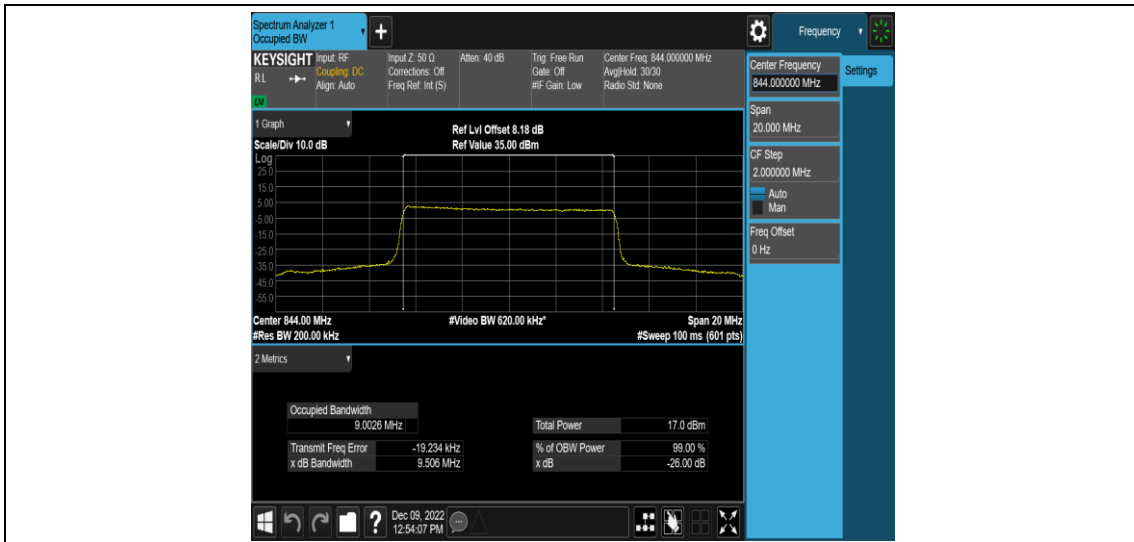 Spectrum Analyzer 1
Occupied BW
+
Frequency
KEYSIGHT
RL
LXI
Input: RF
Coupling: DC
Align: Auto
Input Z: 50 Ω
Corrections: Off
Freq Ref: Int (S)
Atten: 40 dB
Trig: Free Run
Gate: Off
#IF Gain: Low
Center Freq: 844.000000 MHz
Avg|Hold: 30/30
Radio Std: None
Center Frequency
844.000000 MHz
Settings
Span
20.000 MHz
CF Step
2.000000 MHz
Auto
Man
Freq Offset
0 Hz
1 Graph
Scale/Div 10.0 dB
Ref Lvl Offset 8.18 dB
Ref Value 35.00 dBm
Log
25.0
15.0
5.00
-5.00
-15.0
-25.0
-35.0
-45.0
-55.0
Center 844.00 MHz
#Video BW 620.00 kHz*
Span 20 MHz
#Res BW 200.00 kHz
#Sweep 100 ms (601 pts)
2 Metrics
Occupied Bandwidth
9.0026 MHz
Total Power 17.0 dBm
Transmit Freq Error -19.234 kHz
% of OBW Power 99.00 %
x dB Bandwidth 9.506 MHz
x dB -26.00 dB
?
Dec 09, 2022
12:54:07 PM